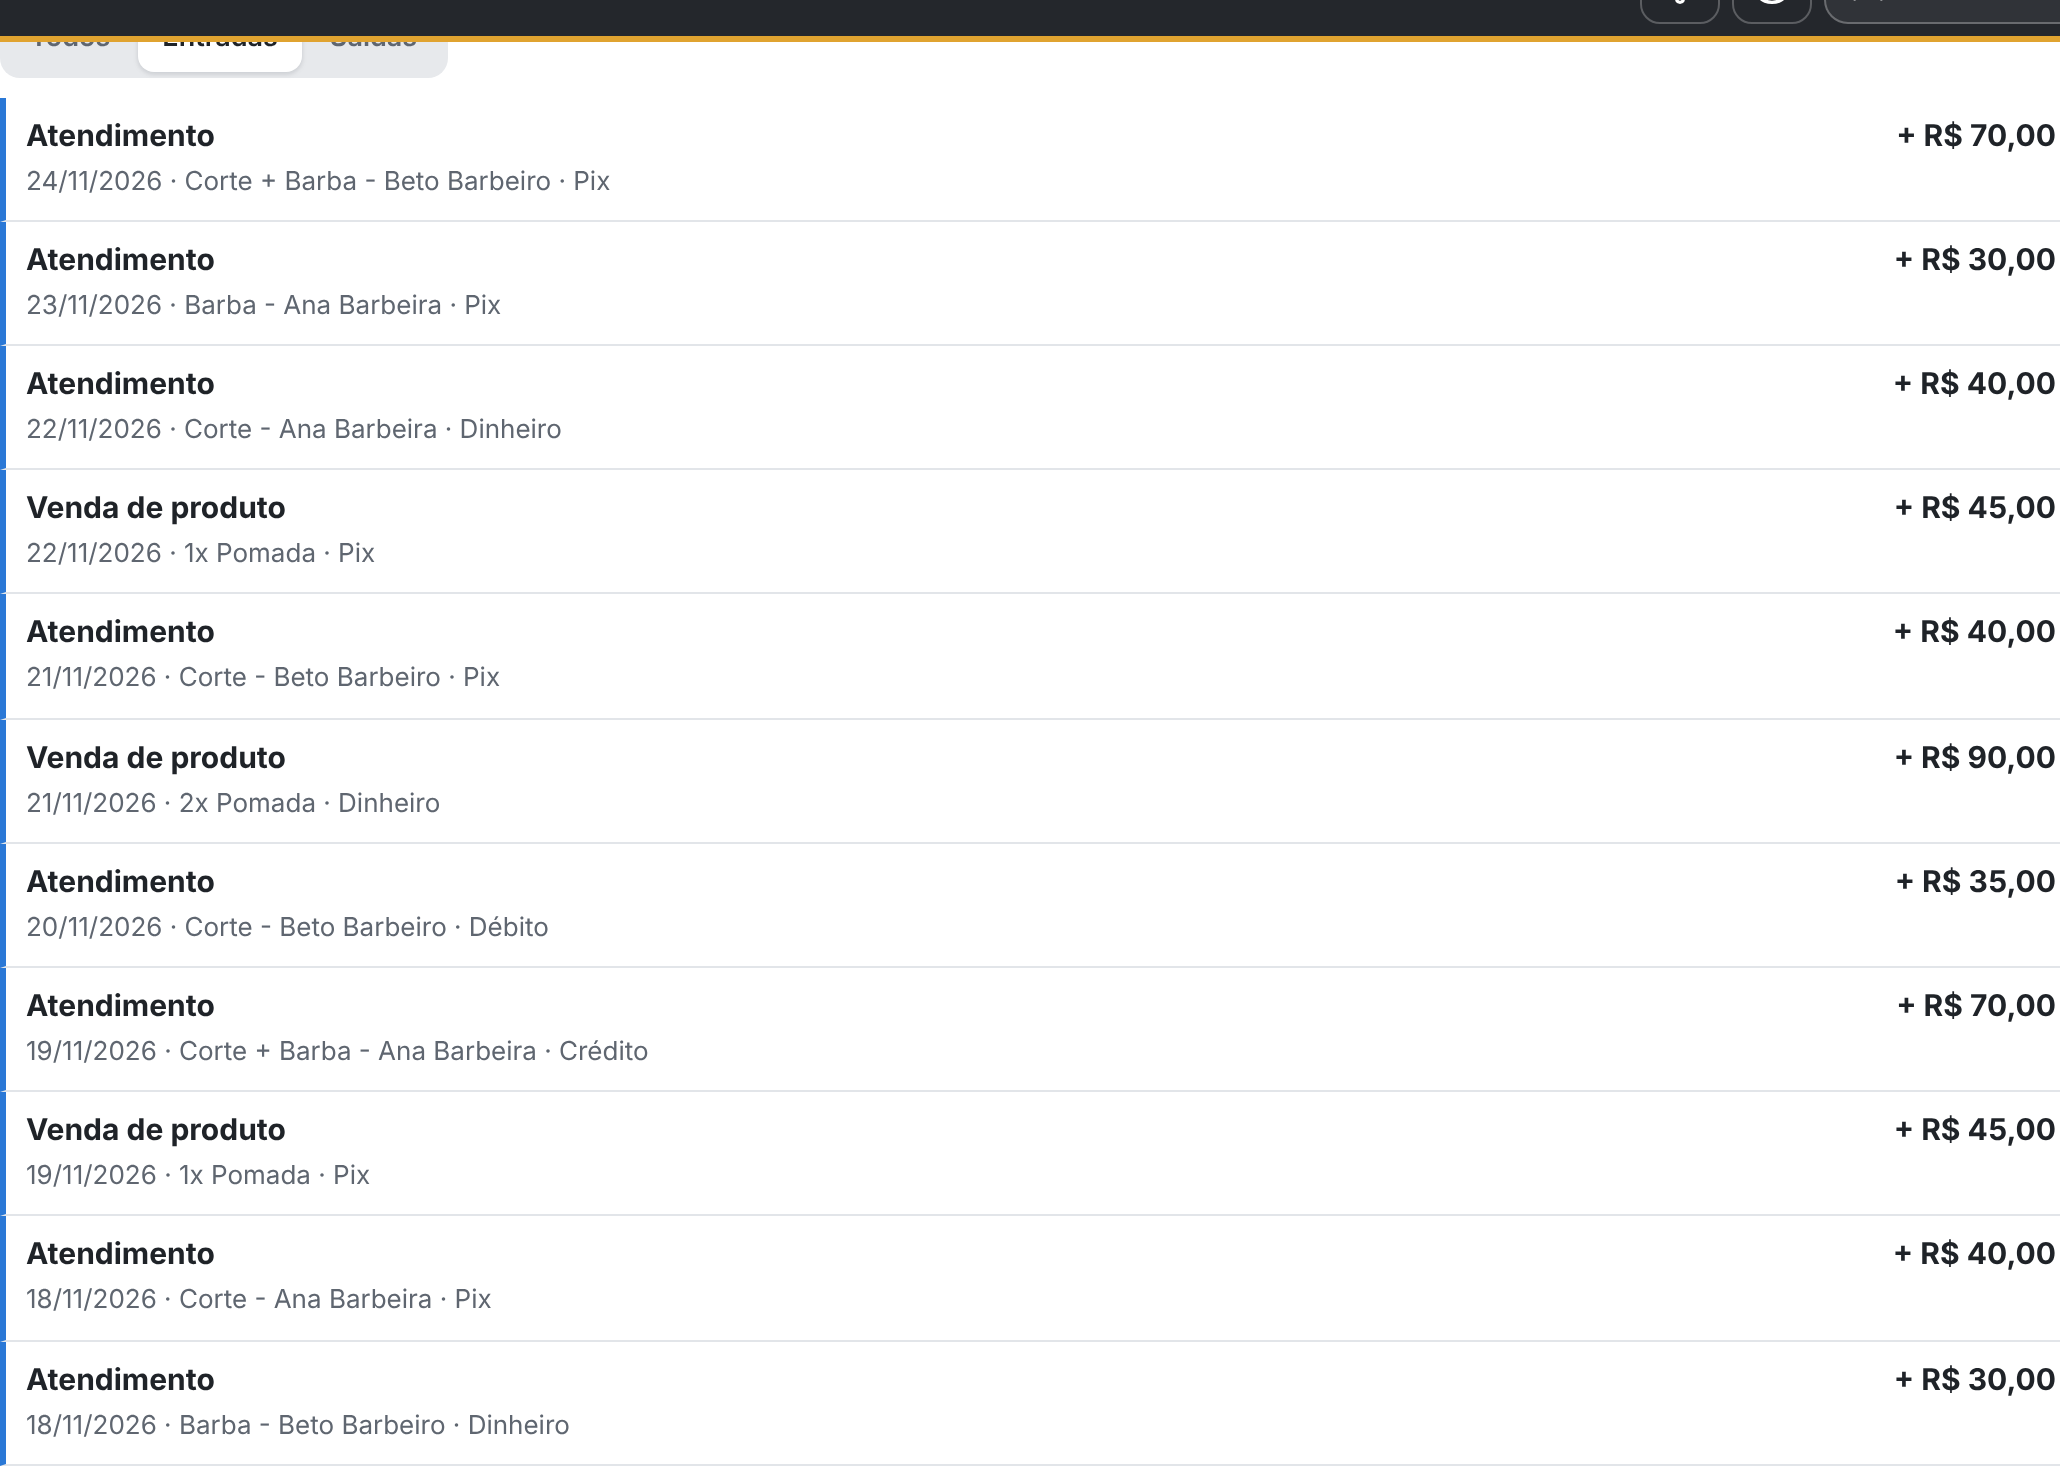 Todos Entradas Saídas
Atendimento + R$ 70,00
24/11/2026 · Corte + Barba - Beto Barbeiro · Pix
Atendimento + R$ 30,00
23/11/2026 · Barba - Ana Barbeira · Pix
Atendimento + R$ 40,00
22/11/2026 · Corte - Ana Barbeira · Dinheiro
Venda de produto + R$ 45,00
22/11/2026 · 1x Pomada · Pix
Atendimento + R$ 40,00
21/11/2026 · Corte - Beto Barbeiro · Pix
Venda de produto + R$ 90,00
21/11/2026 · 2x Pomada · Dinheiro
Atendimento + R$ 35,00
20/11/2026 · Corte - Beto Barbeiro · Débito
Atendimento + R$ 70,00
19/11/2026 · Corte + Barba - Ana Barbeira · Crédito
Venda de produto + R$ 45,00
19/11/2026 · 1x Pomada · Pix
Atendimento + R$ 40,00
18/11/2026 · Corte - Ana Barbeira · Pix
Atendimento + R$ 30,00
18/11/2026 · Barba - Beto Barbeiro · Dinheiro